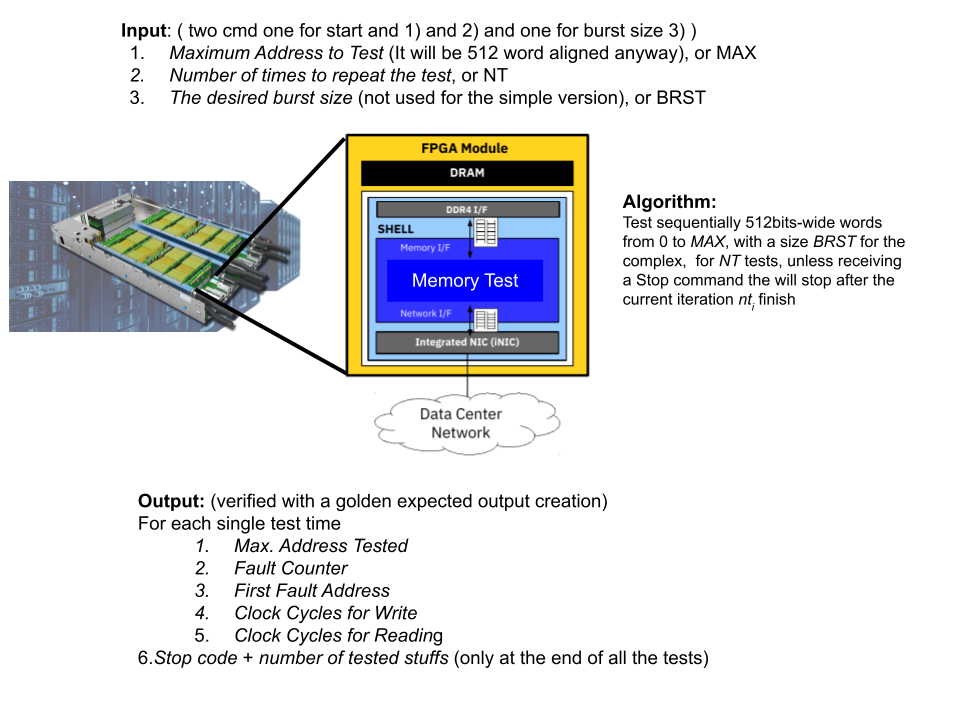 Input: ( two cmd one for start and 1) and 2) and one for burst size 3) )
1. Maximum Address to Test (It will be 512 word aligned anyway), or MAX
2. Number of times to repeat the test, or NT
3. The desired burst size (not used for the simple version), or BRST
FPGA Module
DRAM
DDR4 I/F
SHELL
Memory I/F
Memory Test
Network I/F
Integrated NIC (iNIC)
Data Center
Network
Algorithm:
Test sequentially 512bits-wide words
from 0 to MAX, with a size BRST for the
complex, for NT tests, unless receiving
a Stop command the will stop after the
current iteration nti finish
Output: (verified with a golden expected output creation)
For each single test time
1. Max. Address Tested
2. Fault Counter
3. First Fault Address
4. Clock Cycles for Write
5. Clock Cycles for Reading
6.Stop code + number of tested stuffs (only at the end of all the tests)